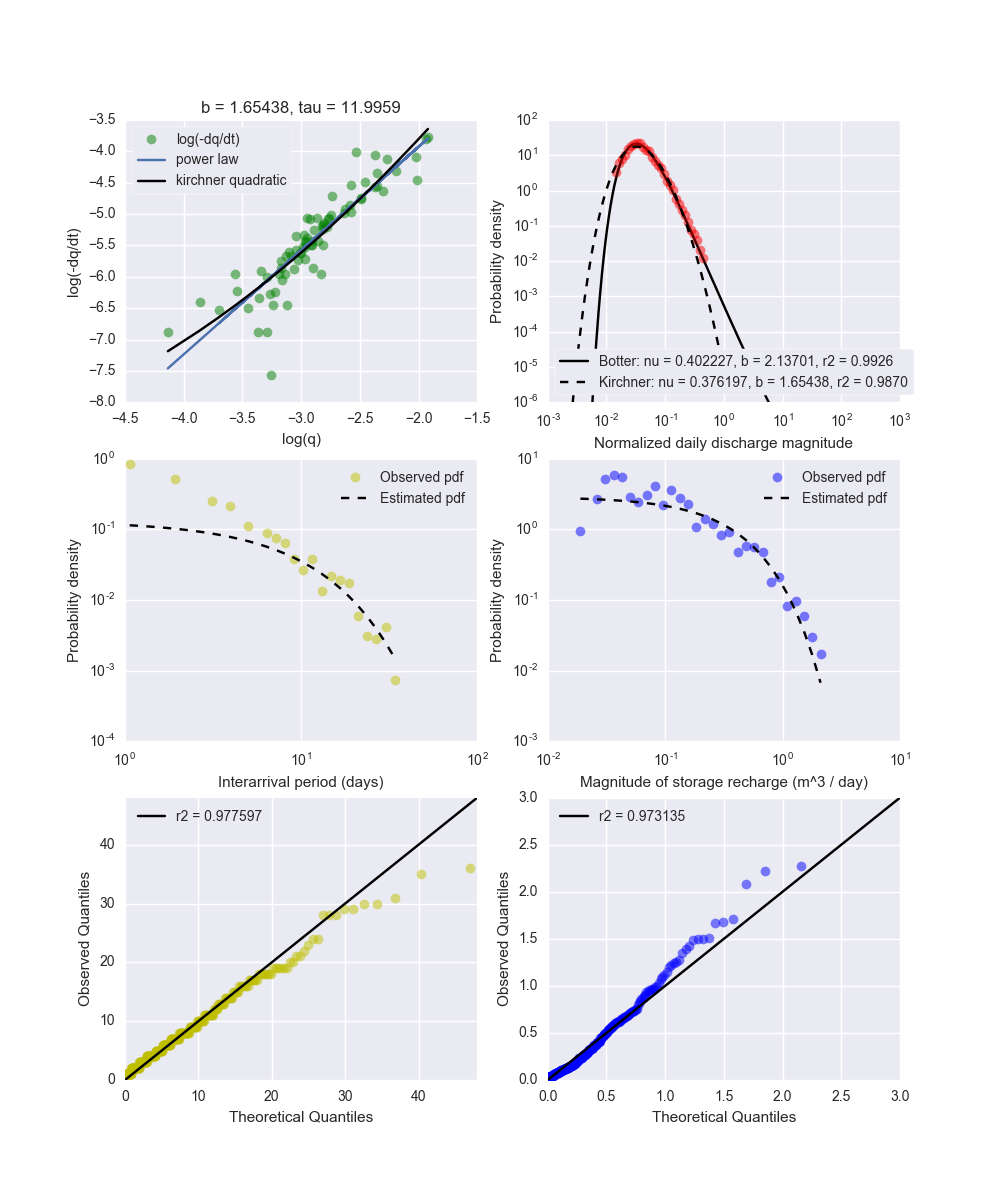 b = 1.65438, tau = 11.9959
−3.5
−4.0
−4.5
−5.0
−5.5
−6.0
−6.5
−7.0
−7.5
−8.0
log(-dq/dt)
log(-dq/dt)
power law
kirchner quadratic
−4.5 −4.0 −3.5 −3.0 −2.5 −2.0 −1.5
log(q)
10^2
10^1
10^0
10^-1
10^-2
10^-3
10^-4
10^-5
10^-6
Probability density
Botter: nu = 0.402227, b = 2.13701, r2 = 0.9926
Kirchner: nu = 0.376197, b = 1.65438, r2 = 0.9870
10^-3 10^-2 10^-1 10^0 10^1 10^2 10^3
Normalized daily discharge magnitude
10^0
10^-1
10^-2
10^-3
10^-4
Probability density
Observed pdf
Estimated pdf
10^0 10^1 10^2
Interarrival period (days)
10^1
10^0
10^-1
10^-2
10^-3
Probability density
Observed pdf
Estimated pdf
10^-2 10^-1 10^0 10^1
Magnitude of storage recharge (m^3 / day)
40
30
20
10
0
Observed Quantiles
r2 = 0.977597
0 10 20 30 40
Theoretical Quantiles
3.0
2.5
2.0
1.5
1.0
0.5
0.0
Observed Quantiles
r2 = 0.973135
0.0 0.5 1.0 1.5 2.0 2.5 3.0
Theoretical Quantiles